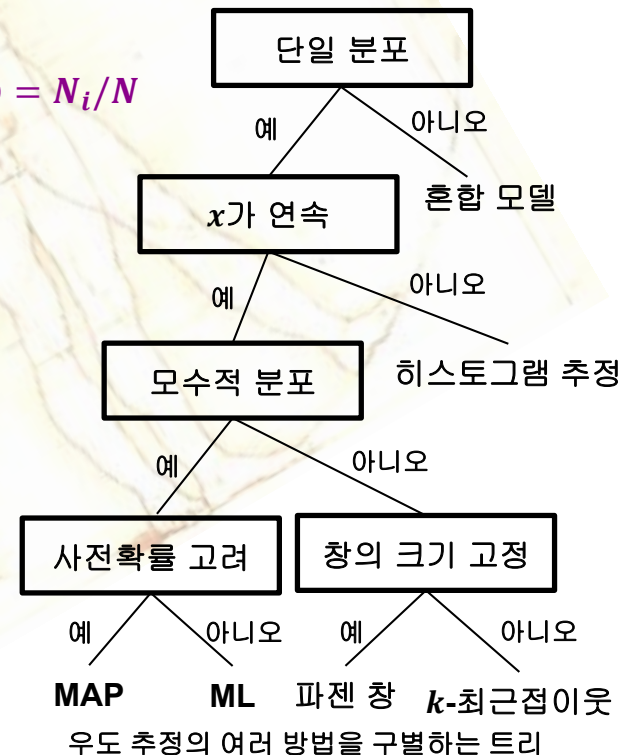 단일 분포
) = N_i/N
예
아니오
x가 연속
혼합 모델
예
아니오
모수적 분포
히스토그램 추정
예
아니오
사전확률 고려
창의 크기 고정
예
아니오
예
아니오
MAP
ML
파젠 창
k-최근접이웃
우도 추정의 여러 방법을 구별하는 트리